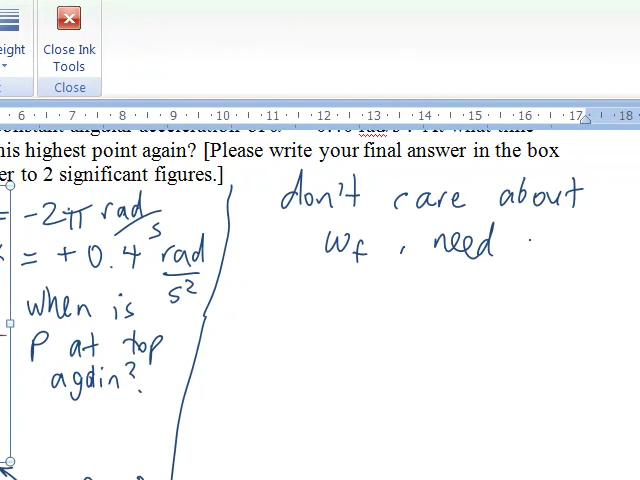 eight
Close Ink
Tools
Close
6 7 8 9 10 11 12 13 14 15 16 17 18
his highest point again? [Please write your final answer in the box
er to 2 significant figures.]
= -2π rad/s
= + 0.4 rad/s²
when is
P at top
again?
don't care about
ωf , need